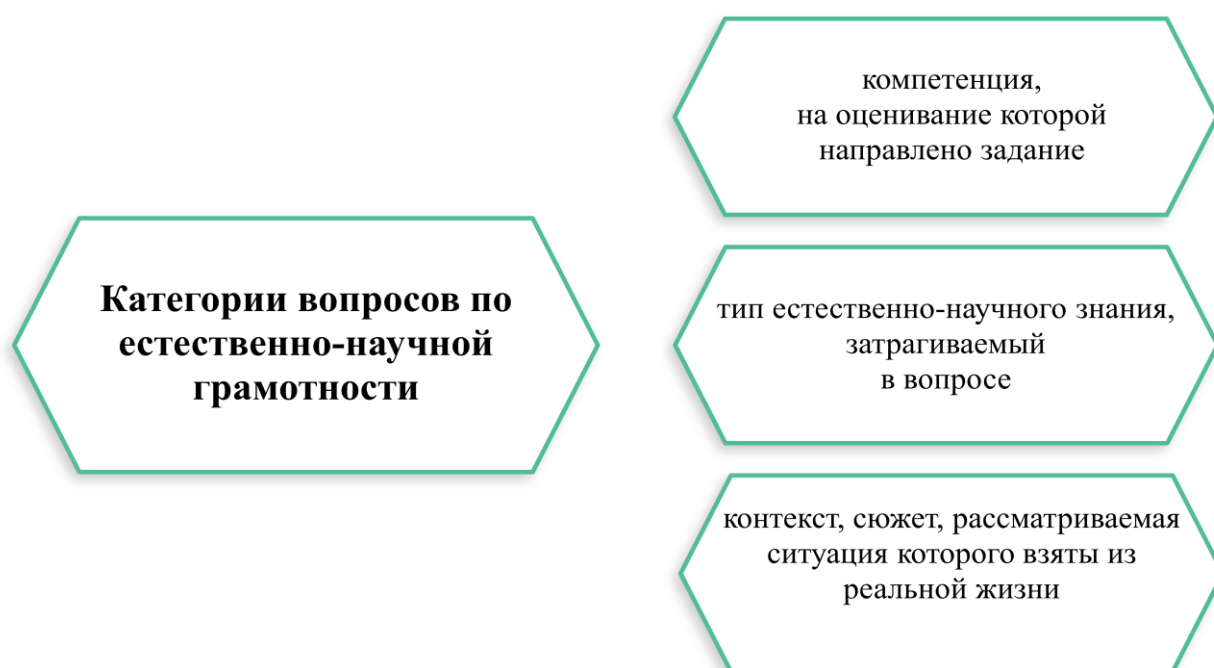 Категории вопросов по
естественно-научной
грамотности
компетенция,
на оценивание которой
направлено задание
тип естественно-научного знания,
затрагиваемый
в вопросе
контекст, сюжет, рассматриваемая
ситуация которого взяты из
реальной жизни